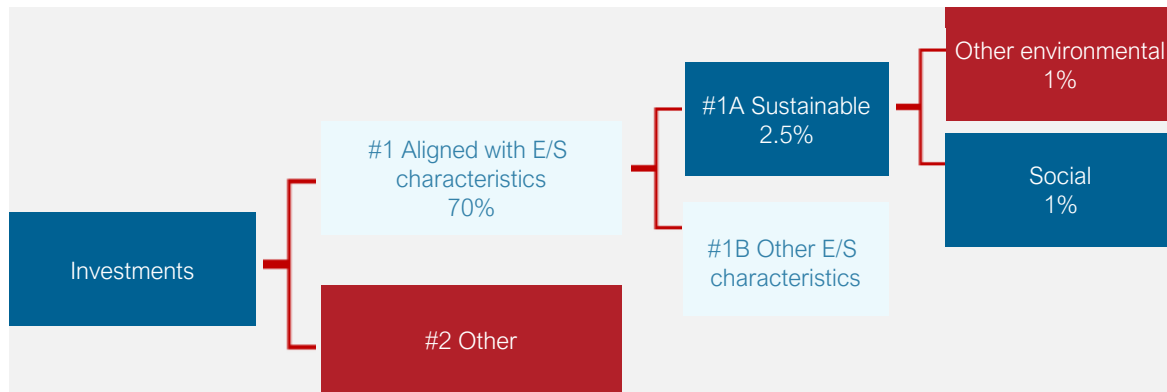 Investments
#1 Aligned with E/S
characteristics
70%
#2 Other
#1A Sustainable
2.5%
#1B Other E/S
characteristics
Other environmental
1%
Social
1%